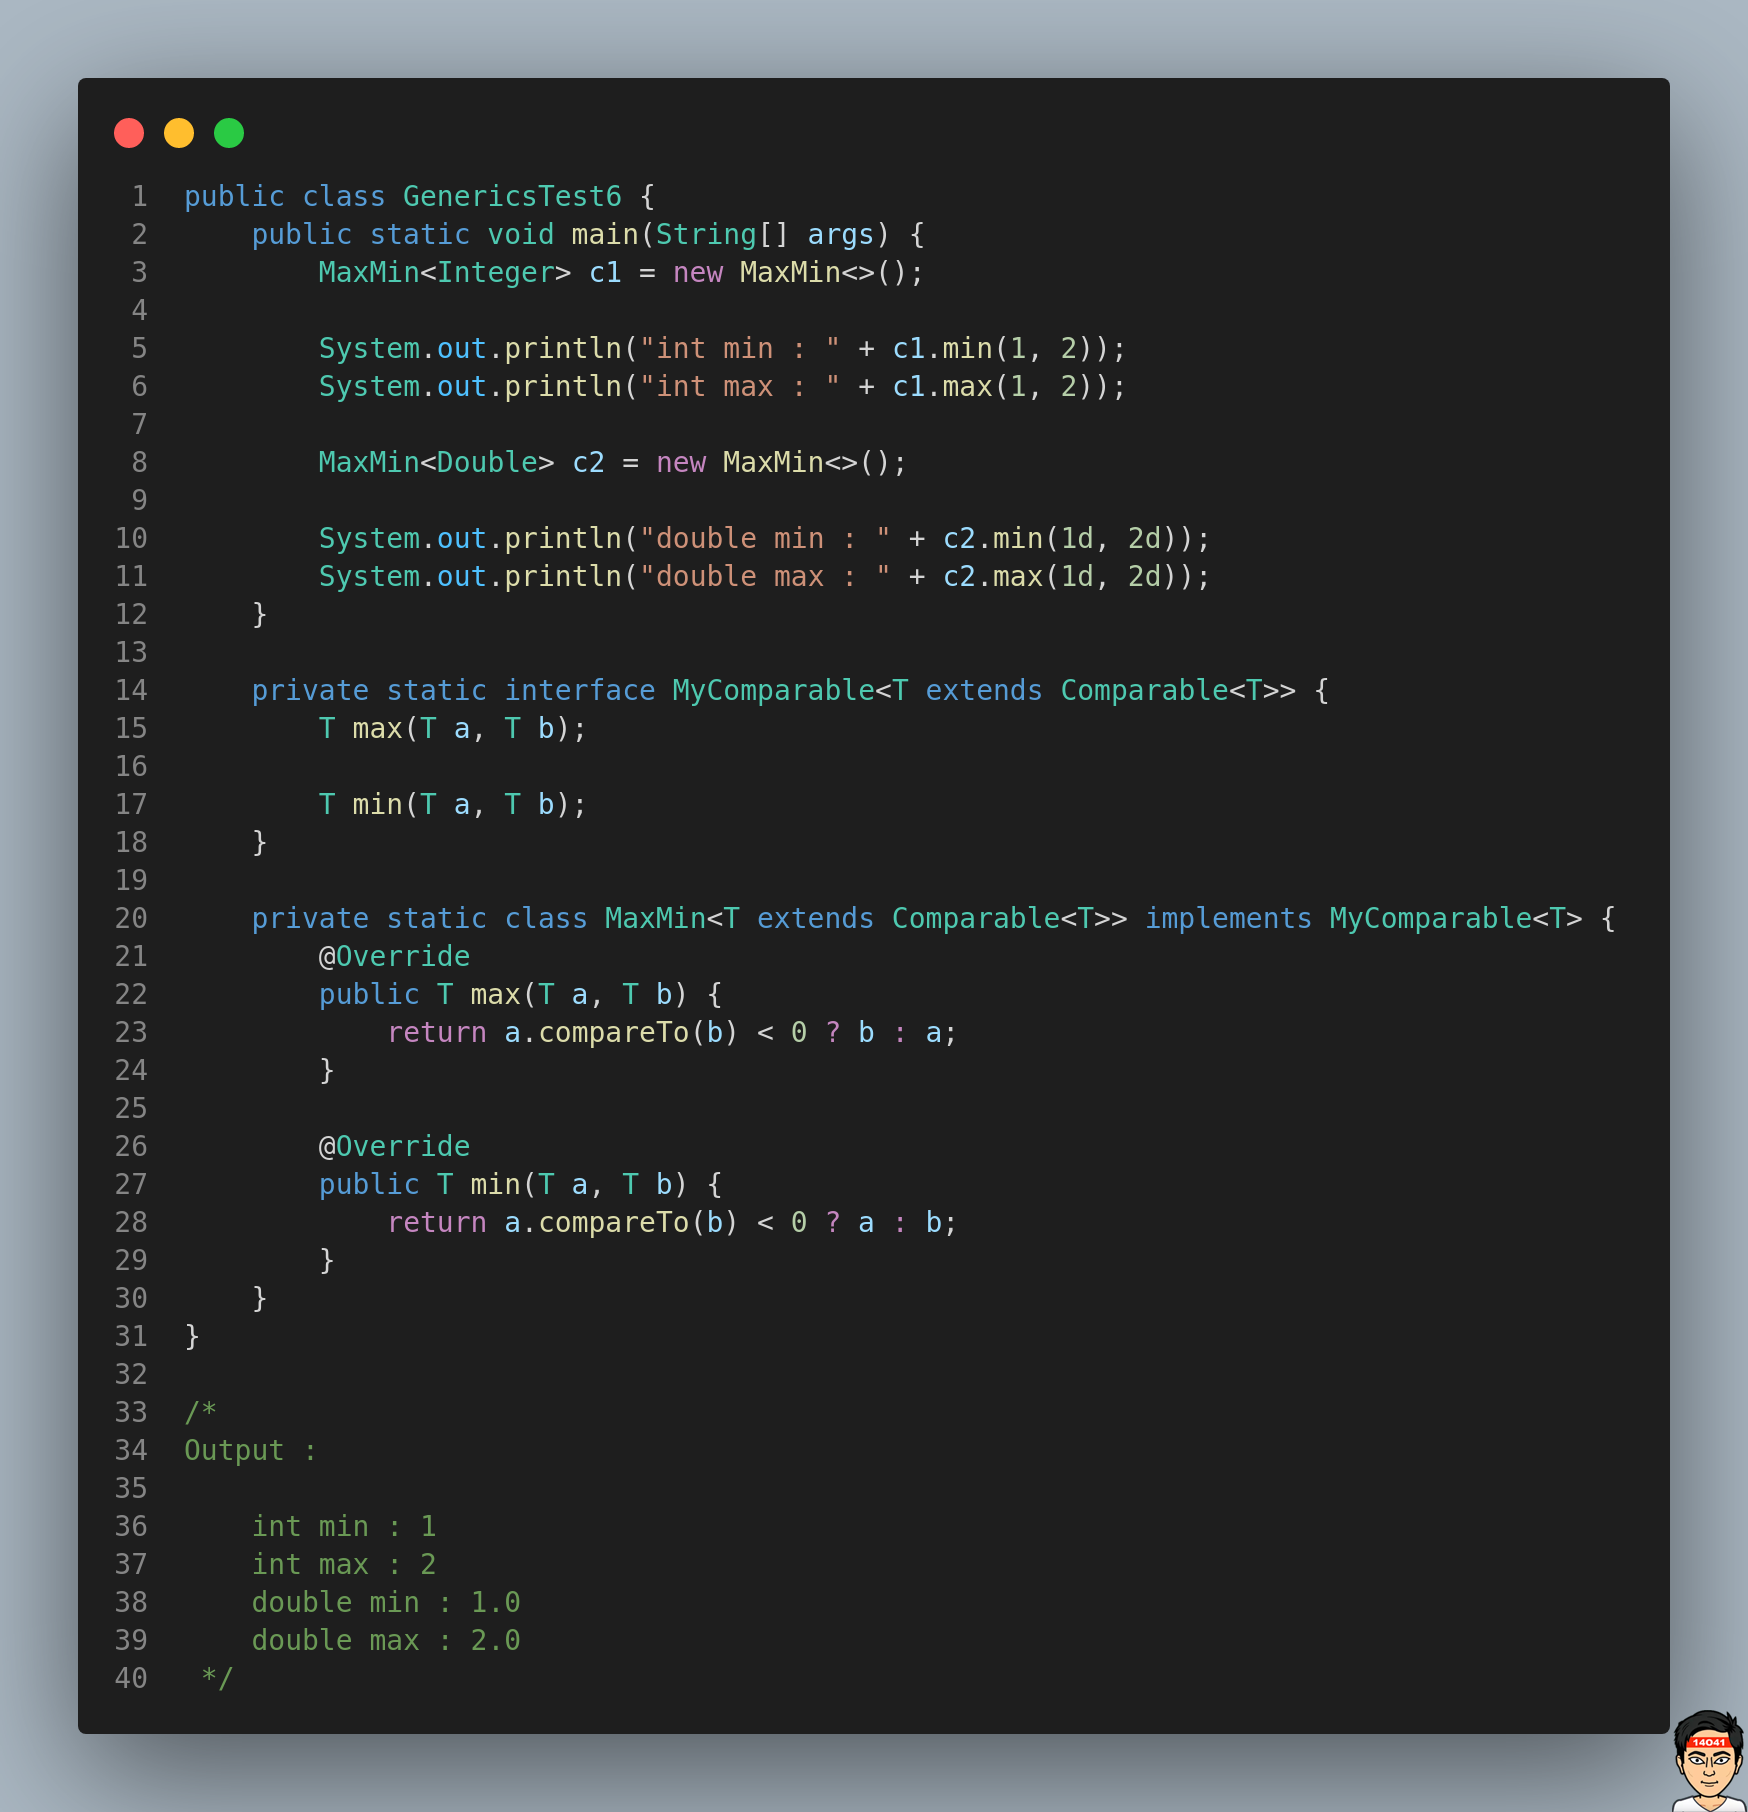 1 public class GenericsTest6 {
2     public static void main(String[] args) {
3         MaxMin<Integer> c1 = new MaxMin<>();
4
5         System.out.println("int min : " + c1.min(1, 2));
6         System.out.println("int max : " + c1.max(1, 2));
7
8         MaxMin<Double> c2 = new MaxMin<>();
9
10         System.out.println("double min : " + c2.min(1d, 2d));
11         System.out.println("double max : " + c2.max(1d, 2d));
12     }
13
14     private static interface MyComparable<T extends Comparable<T>> {
15         T max(T a, T b);
16
17         T min(T a, T b);
18     }
19
20     private static class MaxMin<T extends Comparable<T>> implements MyComparable<T> {
21         @Override
22         public T max(T a, T b) {
23             return a.compareTo(b) < 0 ? b : a;
24         }
25
26         @Override
27         public T min(T a, T b) {
28             return a.compareTo(b) < 0 ? a : b;
29         }
30     }
31 }
32
33 /*
34 Output :
35
36     int min : 1
37     int max : 2
38     double min : 1.0
39     double max : 2.0
40  */
14041